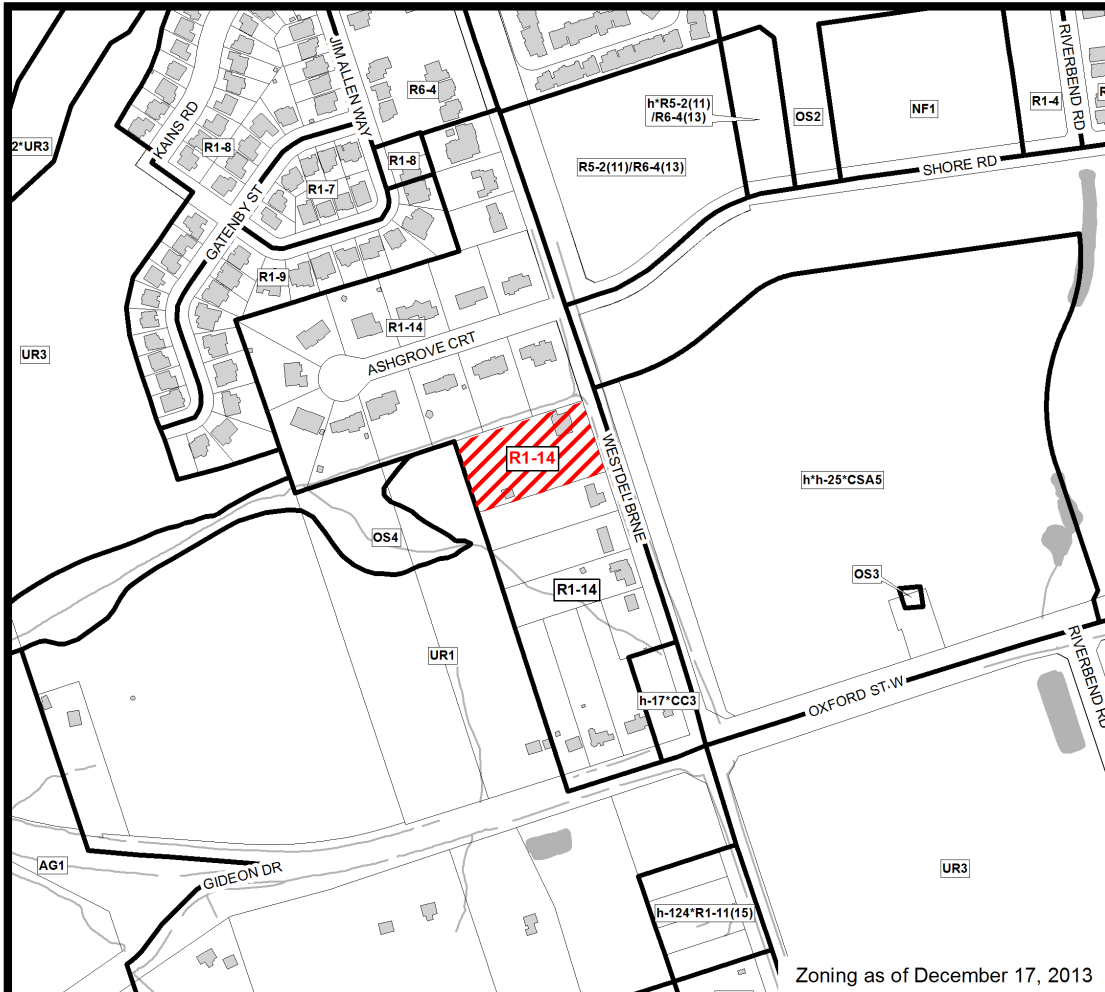 JIM ALLEN WAY
RIVERBEND RD
KAINS RD
R6-4
h*R5-2(11)
/R6-4(13)
OS2
NF1
R1-4
R
2*UR3
R1-8
R1-8
R1-7
R5-2(11)/R6-4(13)
SHORE RD
GATENBY ST
R1-9
R1-14
ASHGROVE CRT
UR3
R1-14
WESTDEL BRNE
h*h-25*CSA5
OS4
OS3
R1-14
UR1
RIVERBEND RD
h-17*CC3
OXFORD ST W
AG1
GIDEON DR
UR3
h-124*R1-11(15)
Zoning as of December 17, 2013